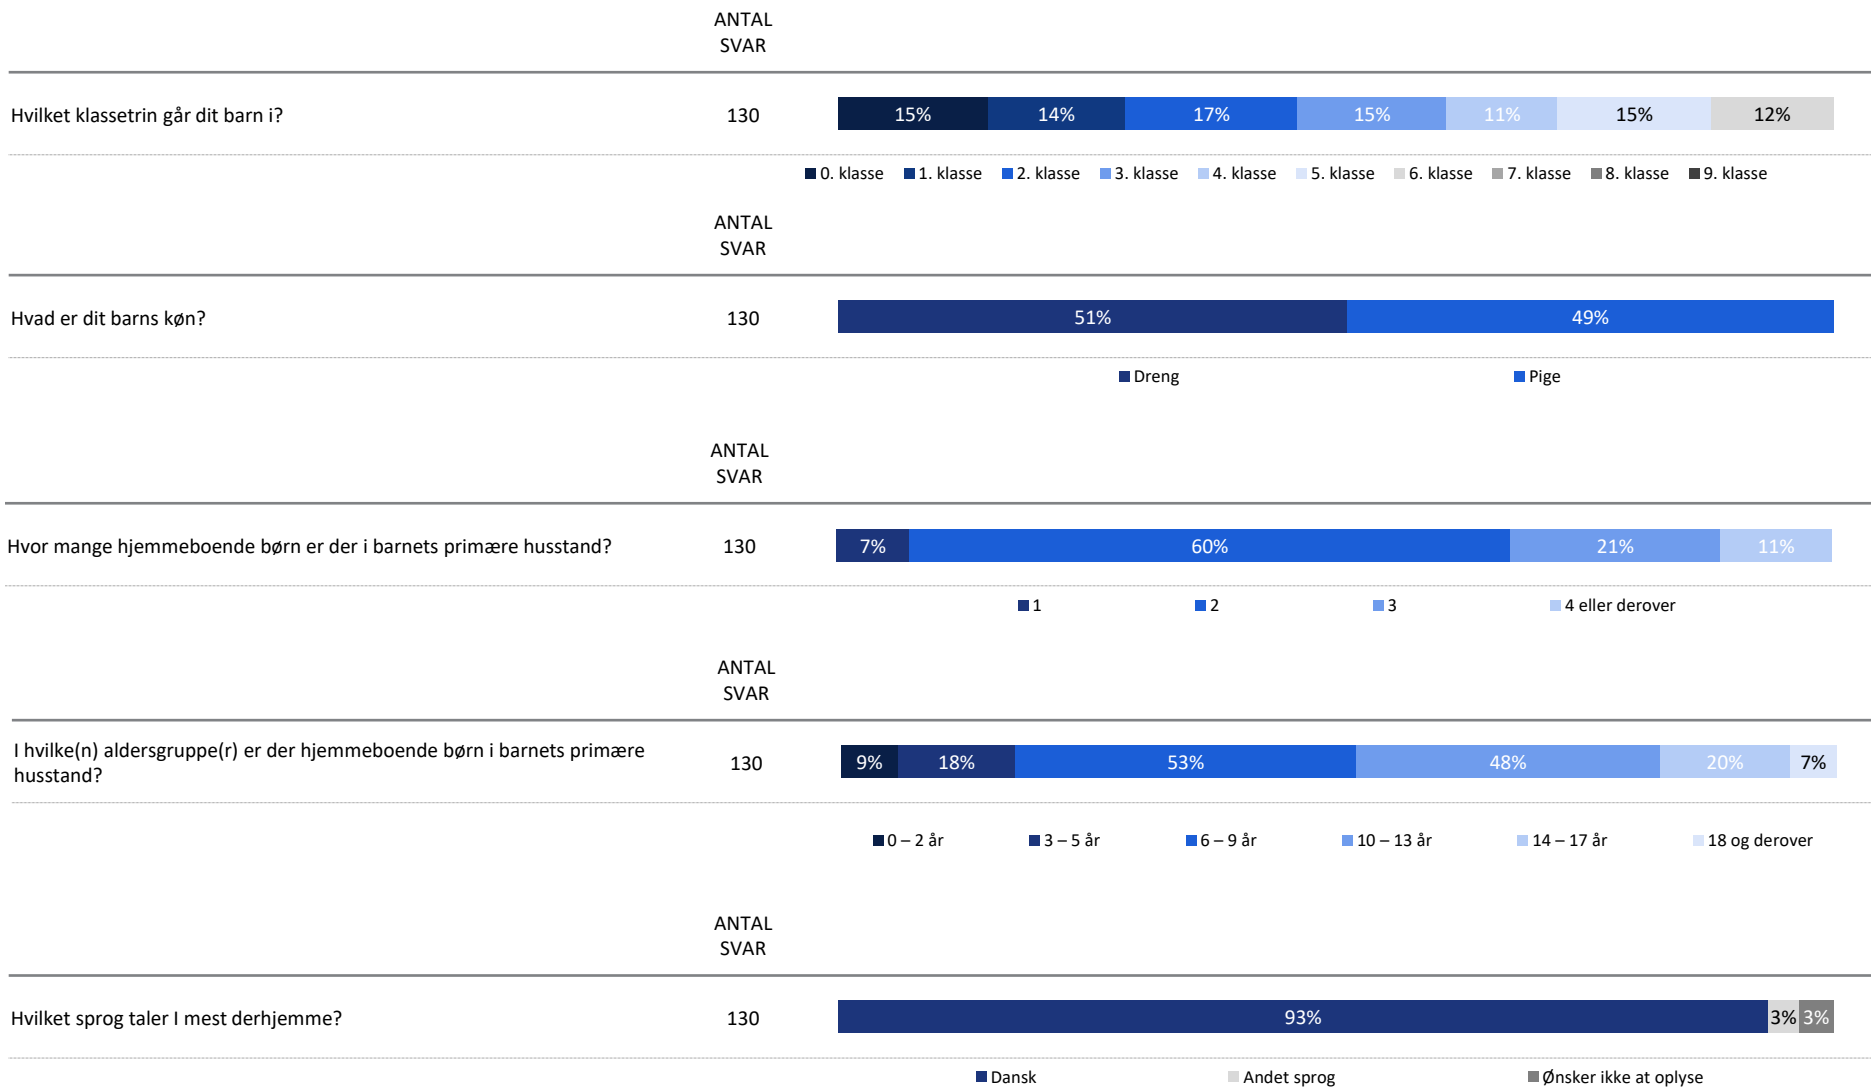 ANTAL
SVAR
Hvilket klassetrin går dit barn i?
130
15% 14% 17% 15% 11% 15% 12%
0. klasse 1. klasse 2. klasse 3. klasse 4. klasse 5. klasse 6. klasse 7. klasse 8. klasse 9. klasse
ANTAL
SVAR
Hvad er dit barns køn?
130
51% 49%
Dreng Pige
ANTAL
SVAR
Hvor mange hjemmeboende børn er der i barnets primære husstand?
130
7% 60% 21% 11%
1 2 3 4 eller derover
ANTAL
SVAR
I hvilke(n) aldersgruppe(r) er der hjemmeboende børn i barnets primære
husstand?
130
9% 18% 53% 48% 20% 7%
0 – 2 år 3 – 5 år 6 – 9 år 10 – 13 år 14 – 17 år 18 og derover
ANTAL
SVAR
Hvilket sprog taler I mest derhjemme?
130
93% 3% 3%
Dansk Andet sprog Ønsker ikke at oplyse